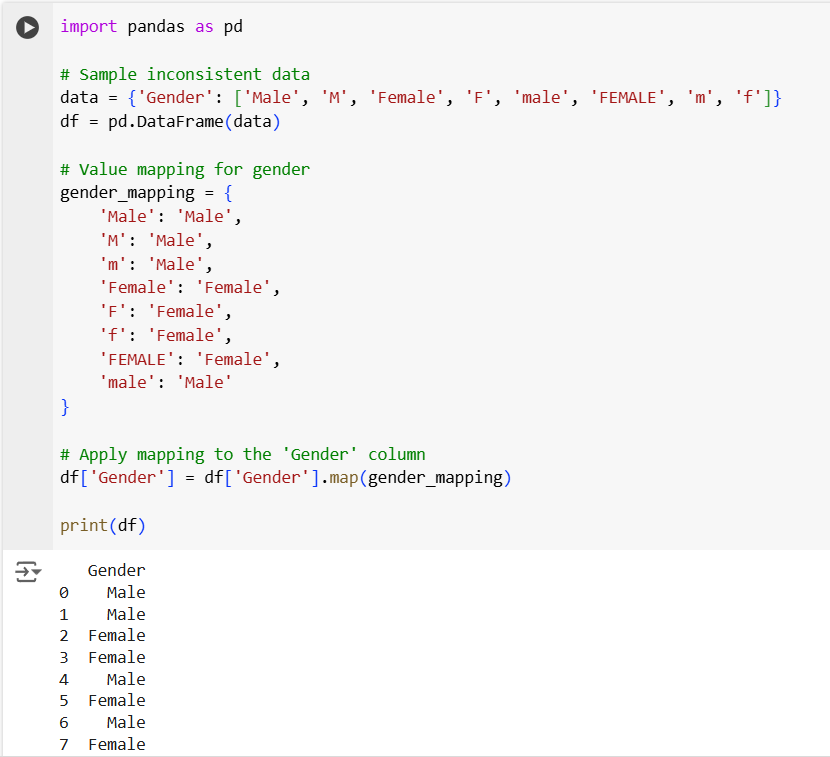 import pandas as pd
# Sample inconsistent data
data = {'Gender': ['Male', 'M', 'Female', 'F', 'male', 'FEMALE', 'm', 'f']}
df = pd.DataFrame(data)
# Value mapping for gender
gender_mapping = {
    'Male': 'Male',
    'M': 'Male',
    'm': 'Male',
    'Female': 'Female',
    'F': 'Female',
    'f': 'Female',
    'FEMALE': 'Female',
    'male': 'Male'
}
# Apply mapping to the 'Gender' column
df['Gender'] = df['Gender'].map(gender_mapping)
print(df)
   Gender
0    Male
1    Male
2  Female
3  Female
4    Male
5  Female
6    Male
7  Female